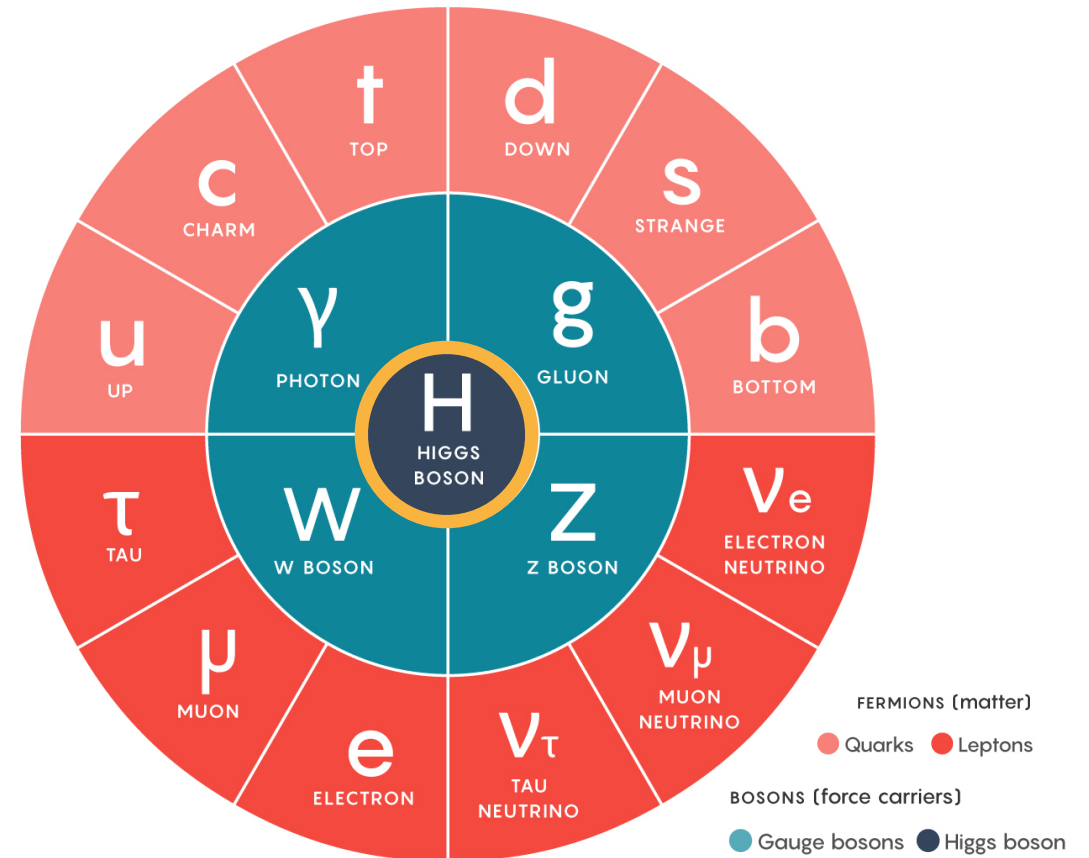 t
TOP
d
DOWN
c
CHARM
s
STRANGE
u
UP
b
BOTTOM
γ
PHOTON
g
GLUON
H
HIGGS
BOSON
W
W BOSON
Z
Z BOSON
τ
TAU
νe
ELECTRON
NEUTRINO
μ
MUON
νμ
MUON
NEUTRINO
e
ELECTRON
ντ
TAU
NEUTRINO
FERMIONS (matter)
Quarks Leptons
BOSONS (force carriers)
Gauge bosons Higgs boson